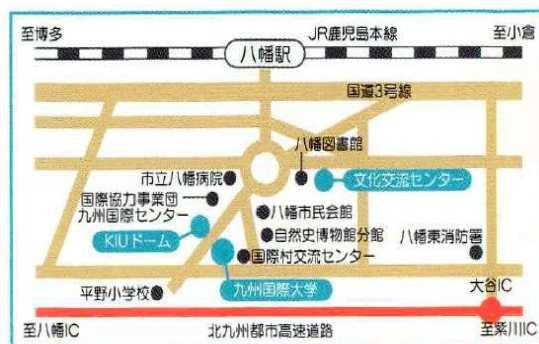 至博多
JR鹿児島本線
至小倉
八幡駅
国道3号線
八幡図書館
市立八幡病院
文化交流センター
国際協力事業団
九州国際センター
八幡市民会館
KIUドーム
自然史博物館分館
八幡東消防署
国際村交流センター
大谷IC
平野小学校
九州国際大学
至八幡IC
北九州都市高速道路
至紫川IC